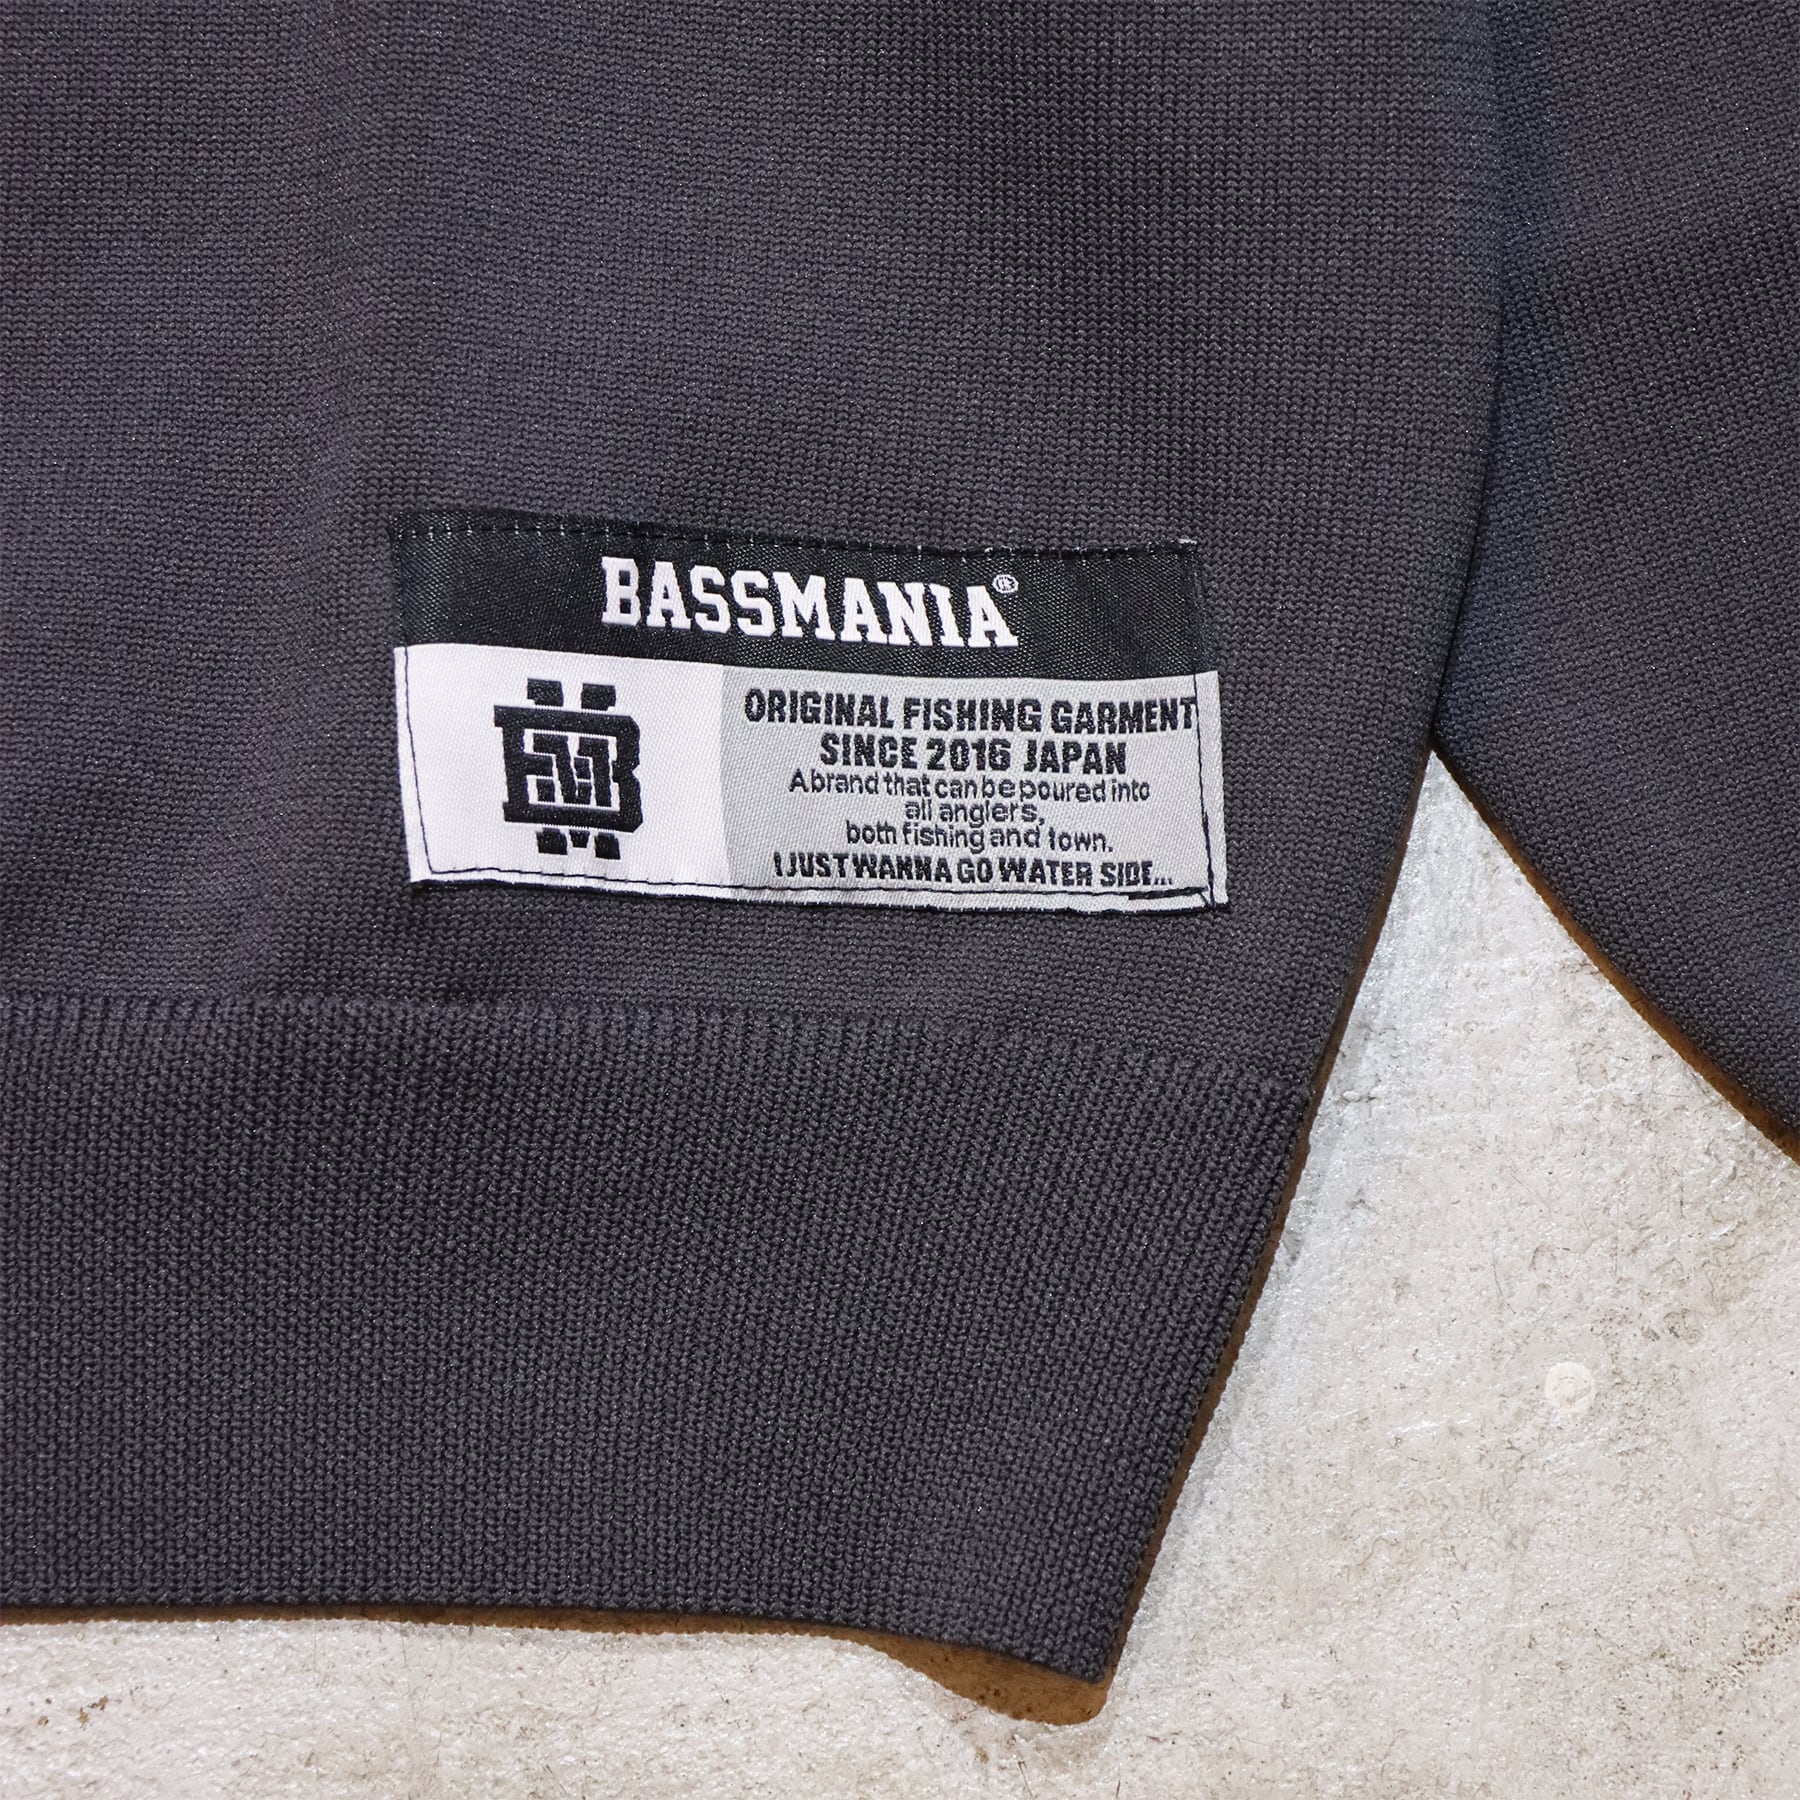 BASSMANIA®
BM
ORIGINAL FISHING GARMENT
SINCE 2016 JAPAN
A brand that can be poured into
all anglers,
both fishing and town.
I JUST WANNA GO WATER SIDE...